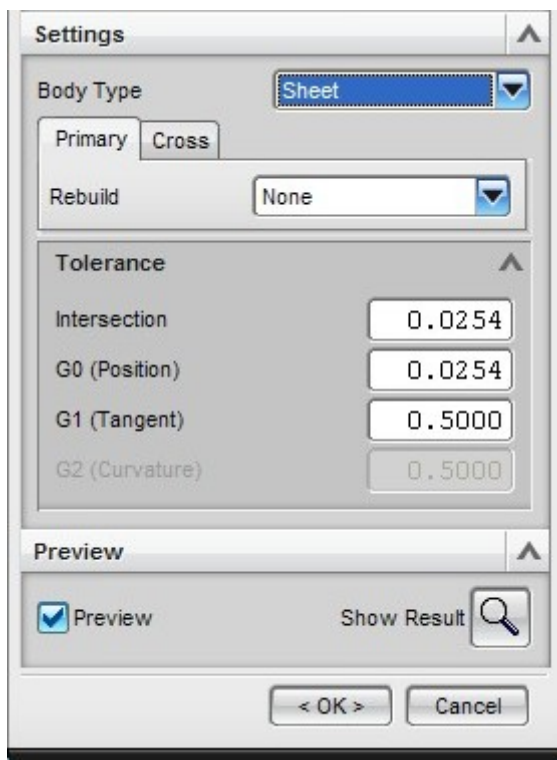 Settings
Body Type Sheet
Primary Cross
Rebuild None
Tolerance
Intersection 0.0254
G0 (Position) 0.0254
G1 (Tangent) 0.5000
G2 (Curvature) 0.5000
Preview
Preview Show Result
< OK > Cancel